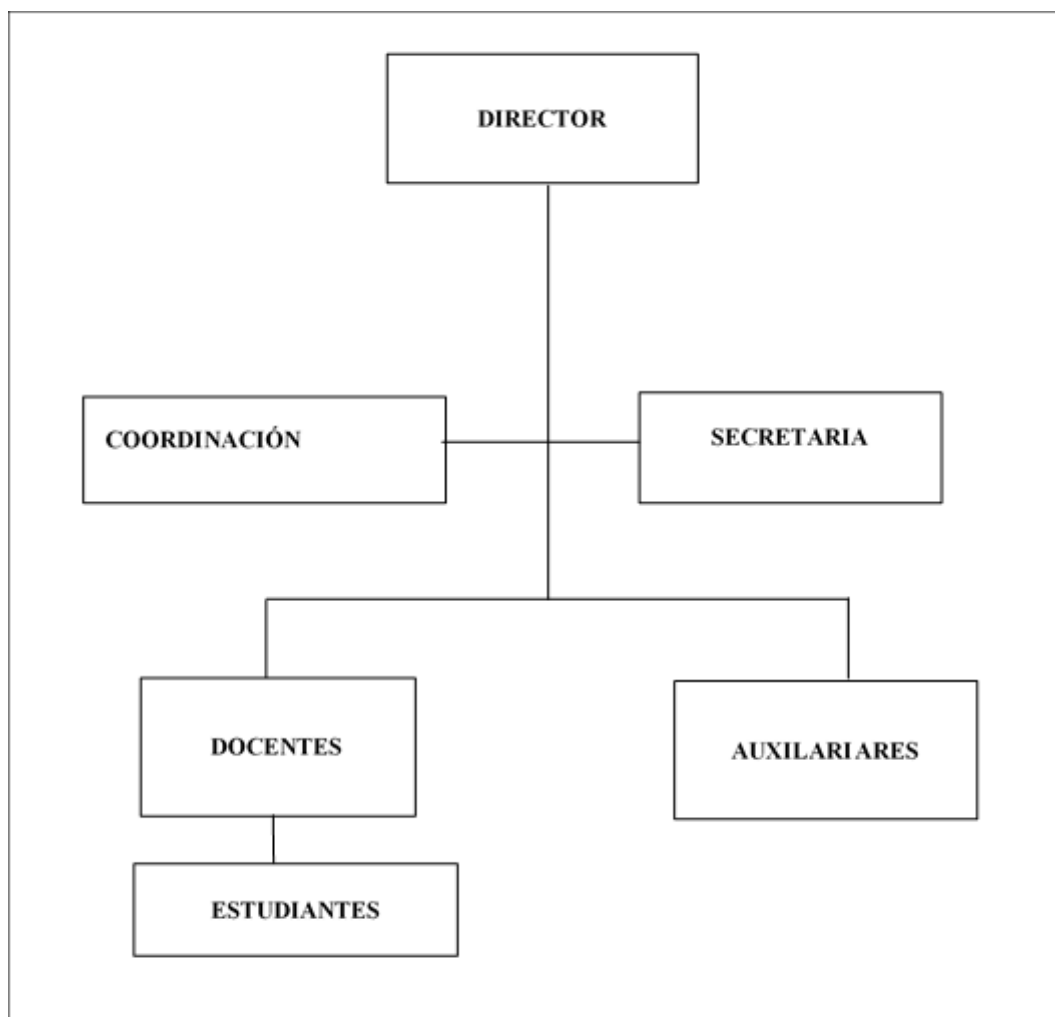 DIRECTOR
COORDINACIÓN
SECRETARIA
DOCENTES
AUXILARIARES
ESTUDIANTES